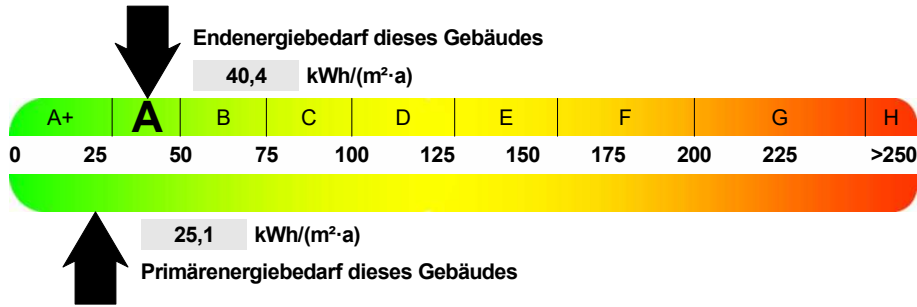 Endenergiebedarf dieses Gebäudes
40,4 kWh/(m²·a)
A+ A B C D E F G H
0 25 50 75 100 125 150 175 200 225 >250
25,1 kWh/(m²·a)
Primärenergiebedarf dieses Gebäudes